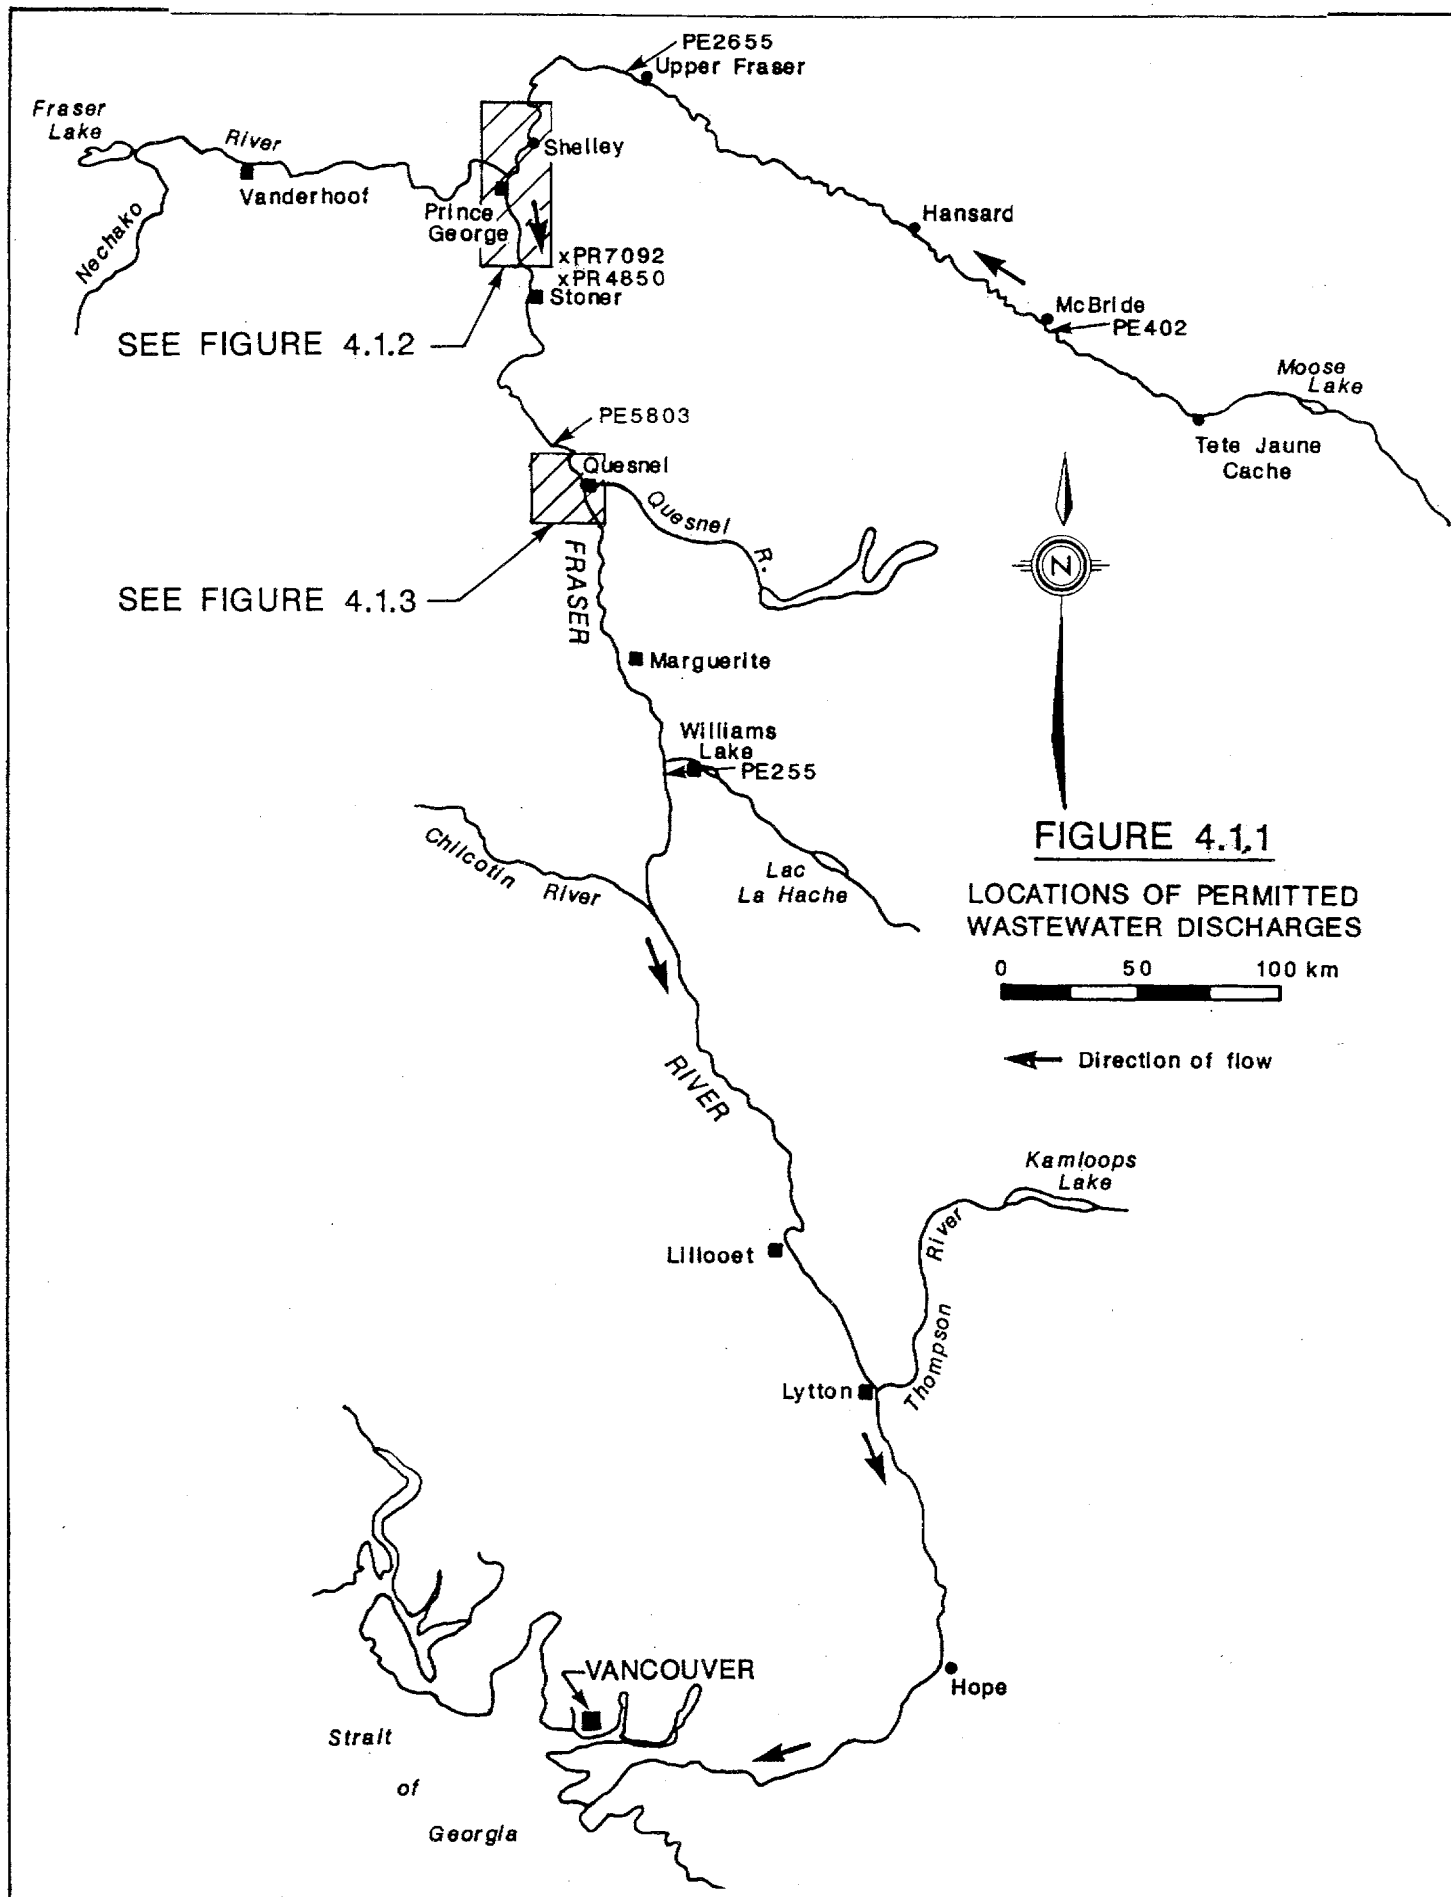 PE2655
Upper Fraser
Fraser
Lake
River
Shelley
Vanderhoof
Prince
George
Nechako
Hansard
xPR7092
xPR4850
Stoner
McBride
PE402
SEE FIGURE 4.1.2
Moose
Lake
PE5803
Tete Jaune
Cache
Quesnel
Quesnel R.
N
FRASER
SEE FIGURE 4.1.3
Marguerite
Williams
Lake
PE255
Chilcotin River
Lac
La Hache
FIGURE 4.1.1
LOCATIONS OF PERMITTED
WASTEWATER DISCHARGES
0 50 100 km
Direction of flow
RIVER
Kamloops
Lake
Lillooet
Thompson River
Lytton
Hope
VANCOUVER
Strait
of
Georgia